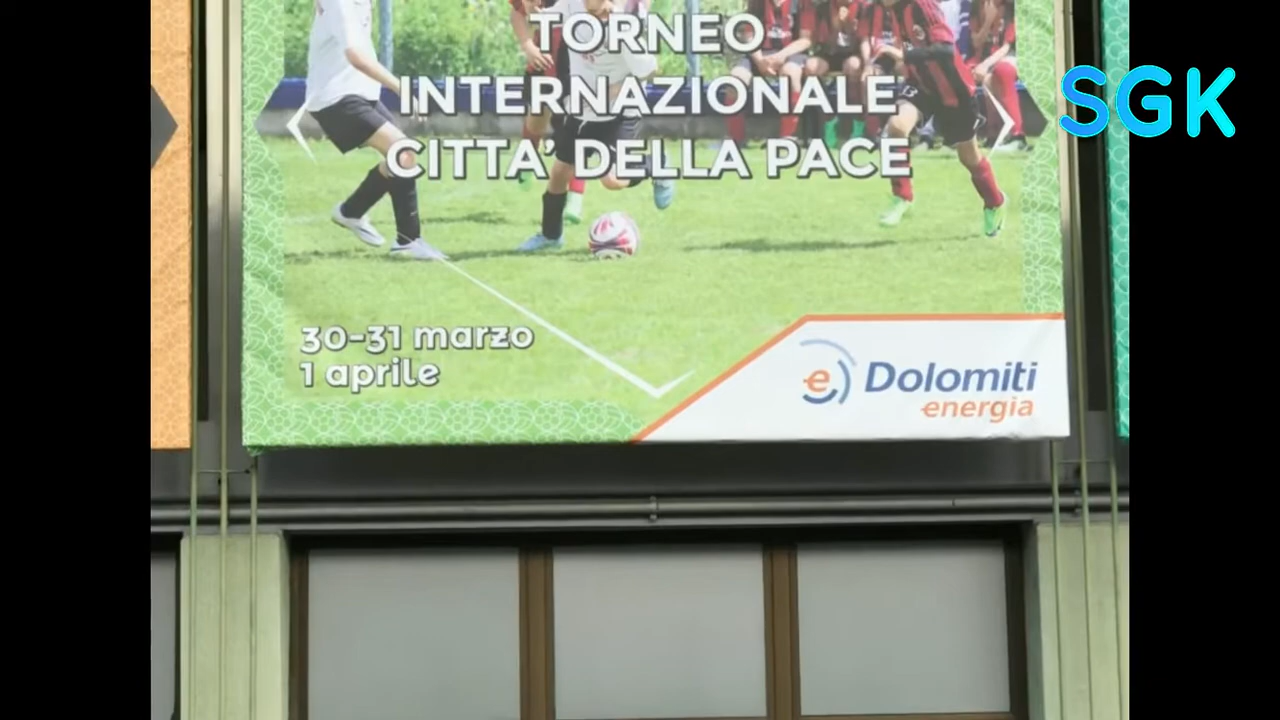 TORNEO
INTERNAZIONALE
CITTA' DELLA PACE
SGK
30-31 marzo
1 aprile
e Dolomiti
energia